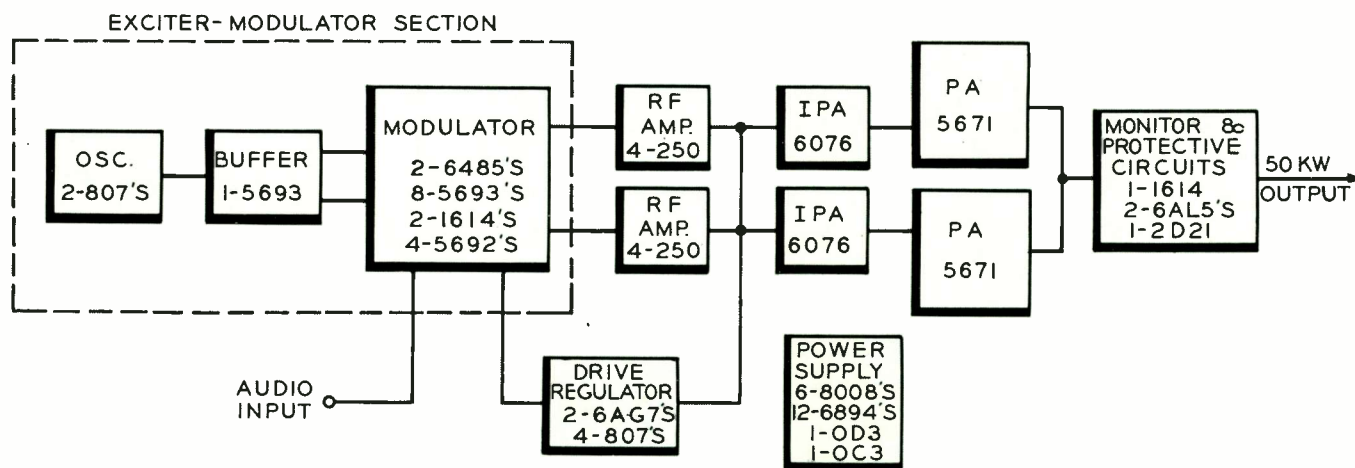 EXCITER-MODULATOR SECTION
OSC.
2-807'S
BUFFER
1-5693
MODULATOR
2-6485'S
8-5693'S
2-1614'S
4-5692'S
RF
AMP.
4-250
RF
AMP.
4-250
IPA
6076
IPA
6076
PA
5671
PA
5671
MONITOR &
PROTECTIVE
CIRCUITS
1-1614
2-6AL5'S
1-2D21
50 KW
OUTPUT
AUDIO
INPUT
DRIVE
REGULATOR
2-6AG7'S
4-807'S
POWER
SUPPLY
6-8008'S
12-6894'S
1-OD3
1-OC3